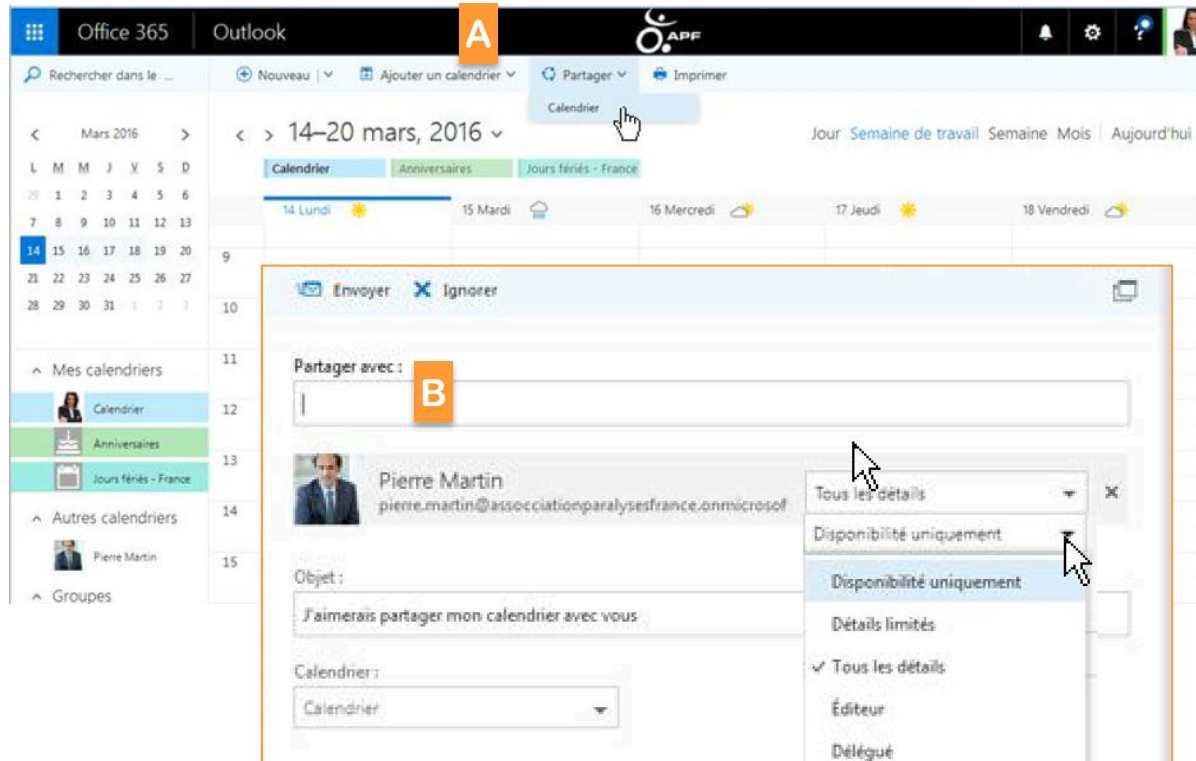 Office 365 Outlook A APF ?
Rechercher dans le ... Nouveau Ajouter un calendrier Partager Imprimer
Calendrier
Mars 2016 14–20 mars, 2016 Jour Semaine de travail Semaine Mois Aujourd'hui
L M M J V S D
Calendrier Anniversaires Jours fériés - France
29 1 2 3 4 5 6
14 Lundi 15 Mardi 16 Mercredi 17 Jeudi 18 Vendredi
7 8 9 10 11 12 13
14 15 16 17 18 19 20
9
21 22 23 24 25 26 27
28 29 30 31 1 2 3
10
11
12
13
14
15
Mes calendriers
Calendrier
Anniversaires
Jours fériés - France
Autres calendriers
Pierre Martin
Groupes
Envoyer Ignorer
Partager avec :
B
Pierre Martin
pierre.martin@assocciationparalysesfrance.onmicrosof
Tous les détails
Disponibilité uniquement
Disponibilité uniquement
Détails limités
Tous les détails
Éditeur
Délégué
Objet :
J'aimerais partager mon calendrier avec vous
Calendrier :
Calendrier